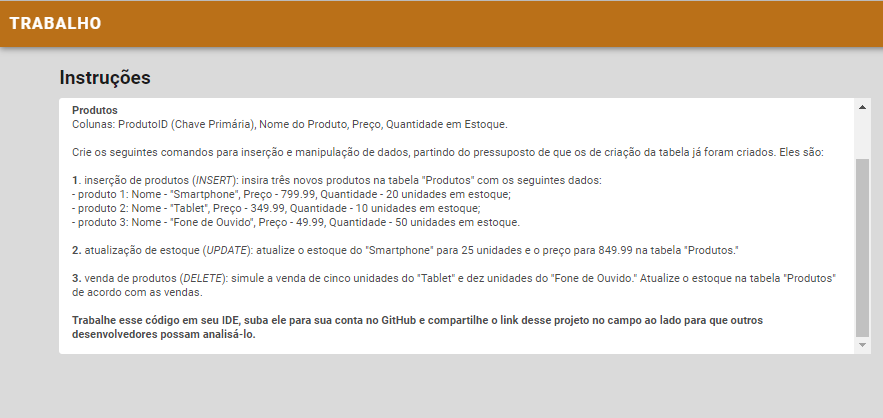 TRABALHO
Instruções
Produtos
Colunas: ProdutoID (Chave Primária), Nome do Produto, Preço, Quantidade em Estoque.
Crie os seguintes comandos para inserção e manipulação de dados, partindo do pressuposto de que os de criação da tabela já foram criados. Eles são:
1. inserção de produtos (INSERT): insira três novos produtos na tabela "Produtos" com os seguintes dados:
- produto 1: Nome - "Smartphone", Preço - 799.99, Quantidade - 20 unidades em estoque;
- produto 2: Nome - "Tablet", Preço - 349.99, Quantidade - 10 unidades em estoque;
- produto 3: Nome - "Fone de Ouvido", Preço - 49.99, Quantidade - 50 unidades em estoque.
2. atualização de estoque (UPDATE): atualize o estoque do "Smartphone" para 25 unidades e o preço para 849.99 na tabela "Produtos."
3. venda de produtos (DELETE): simule a venda de cinco unidades do "Tablet" e dez unidades do "Fone de Ouvido." Atualize o estoque na tabela "Produtos"
de acordo com as vendas.
Trabalhe esse código em seu IDE, suba ele para sua conta no GitHub e compartilhe o link desse projeto no campo ao lado para que outros
desenvolvedores possam analisá-lo.